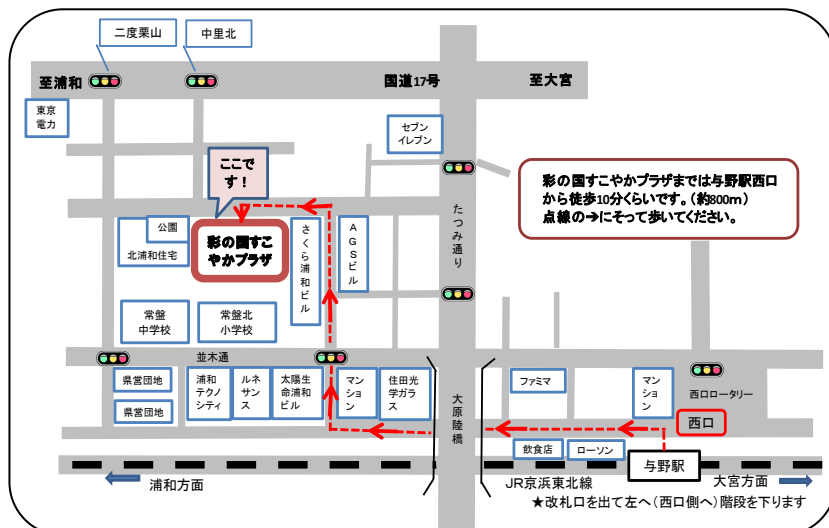 二度栗山
中里北
至浦和
国道17号
至大宮
東京
電力
セブン
イレブン
ここで
す！
彩の国すこやかプラザまでは与野駅西口
から徒歩10分くらいです。（約800m）
点線の→にそって歩いてください。
公園
北浦和住宅
彩の国すこ
やかプラザ
さくら浦和ビル
AGSビル
たつみ通り
常盤
中学校
常盤北
小学校
並木通
県営団地
県営団地
浦和
テクノ
シティ
ルネ
サン
ス
太陽生
命浦和
ビル
マンション
住田光
学ガラ
ス
大原陸橋
ファミマ
マンション
西口ロータリー
西口
飲食店
ローソン
与野駅
浦和方面
JR京浜東北線
大宮方面
★改札口を出て左へ（西口側へ）階段を下ります